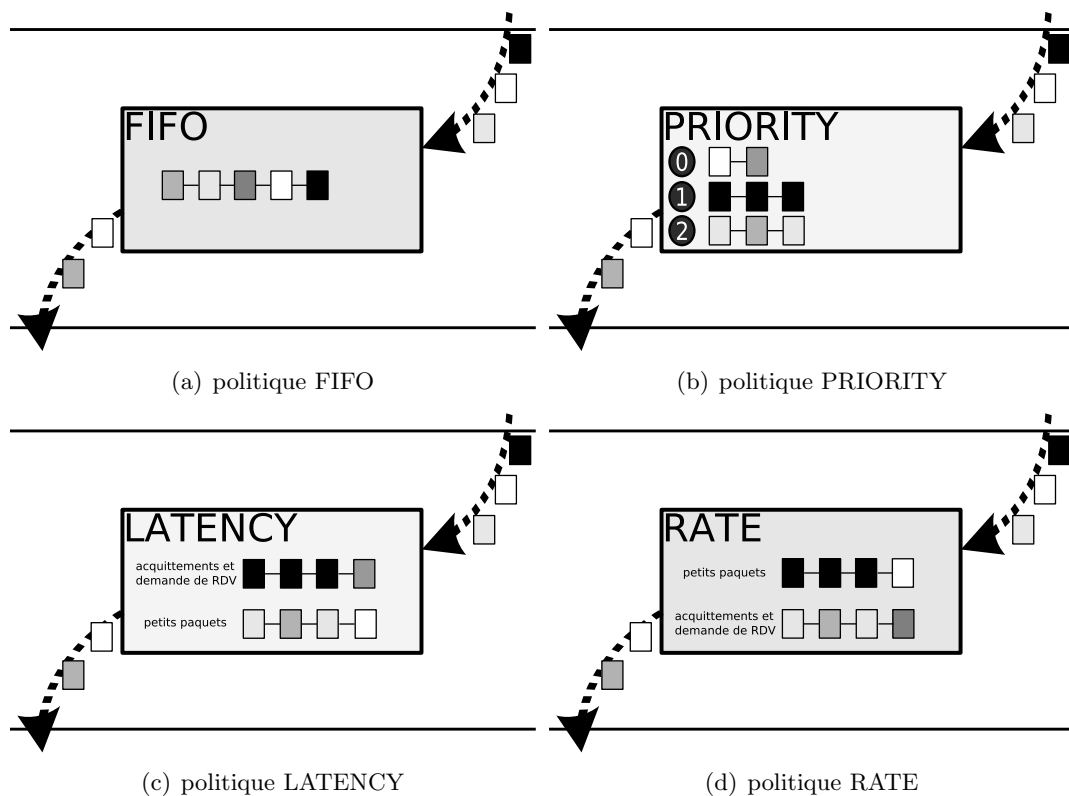 FIFO
(a) politique FIFO
PRIORITY
0
1
2
(b) politique PRIORITY
LATENCY
acquittements et
demande de RDV
petits paquets
(c) politique LATENCY
RATE
petits paquets
acquittements et
demande de RDV
(d) politique RATE